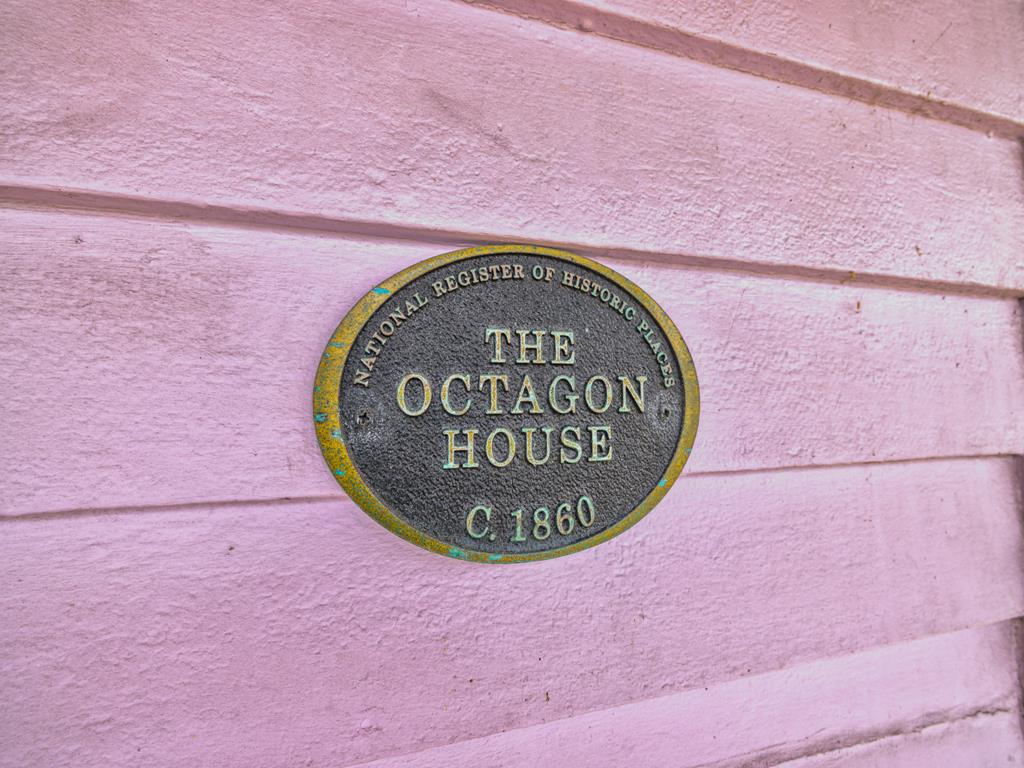 NATIONAL REGISTER OF HISTORIC PLACES
THE
OCTAGON
HOUSE
C. 1860